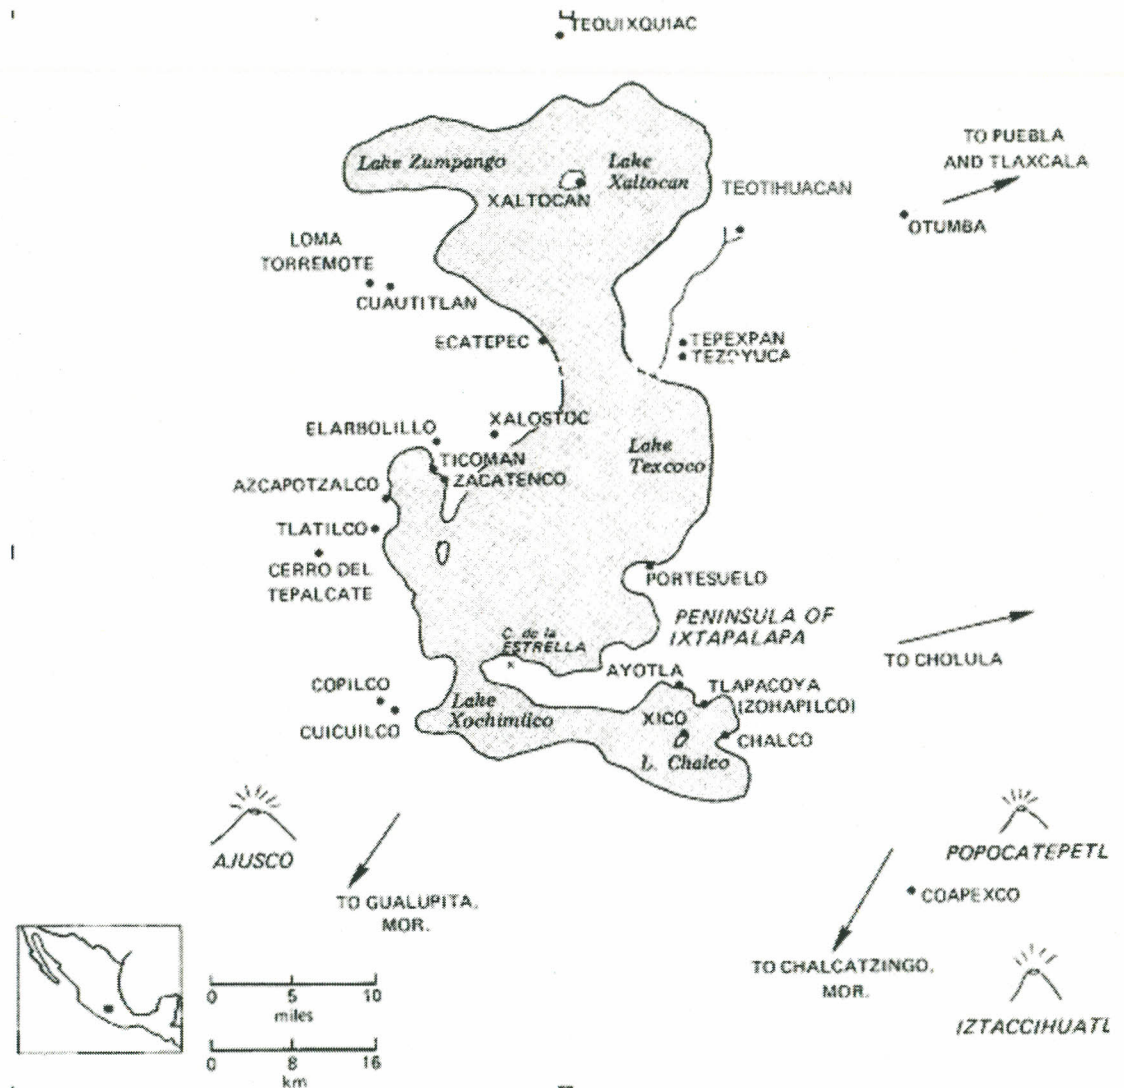 TEQUIXQUIAC
Lake Zumpango
Lake
Xaltocan
XALTOCAN
TO PUEBLA
AND TLAXCALA
TEOTIHUACAN
OTUMBA
LOMA
TORREMOTE
CUAUTITLAN
ECATEPEC
TEPEXPAN
TEZOYUCA
ELARBOLILLO
XALOSTOC
TICOMAN
ZACATENCO
Lake
Texcoco
AZCAPOTZALCO
TLATILCO
CERRO DEL
TEPALCATE
PORTESUELO
PENINSULA OF
IXTAPALAPA
C. de la
ESTRELLA
TO CHOLULA
AYOTLA
TLAPACOYA
(ZOHAPILCO)
COPILCO
CUICUILCO
Lake
Xochimilco
XICO
CHALCO
L. Chalco
AJUSCO
POPOCATEPETL
COAPEXCO
TO GUALUPITA,
MOR.
TO CHALCATZINGO,
MOR.
IZTACCIHUATL
0 5 10
miles
0 8 16
km